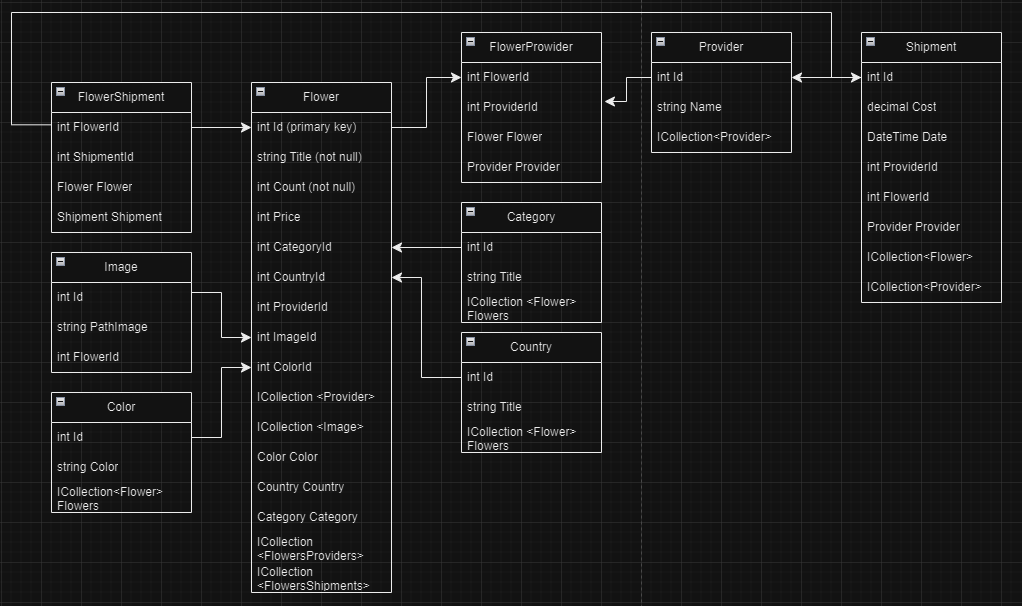 FlowerShipment
int FlowerId
int ShipmentId
Flower Flower
Shipment Shipment
Image
int Id
string PathImage
int FlowerId
Color
int Id
string Color
ICollection<Flower>
Flowers
Flower
int Id (primary key)
string Title (not null)
int Count (not null)
int Price
int CategoryId
int CountryId
int ProviderId
int ImageId
int ColorId
ICollection <Provider>
ICollection <Image>
Color Color
Country Country
Category Category
ICollection
<FlowersProviders>
ICollection
<FlowersShipments>
FlowerProwider
int FlowerId
int ProviderId
Flower Flower
Provider Provider
Category
int Id
string Title
ICollection <Flower>
Flowers
Country
int Id
string Title
ICollection <Flower>
Flowers
Provider
int Id
string Name
ICollection<Provider>
Shipment
int Id
decimal Cost
DateTime Date
int ProviderId
int FlowerId
Provider Provider
ICollection<Flower>
ICollection<Provider>